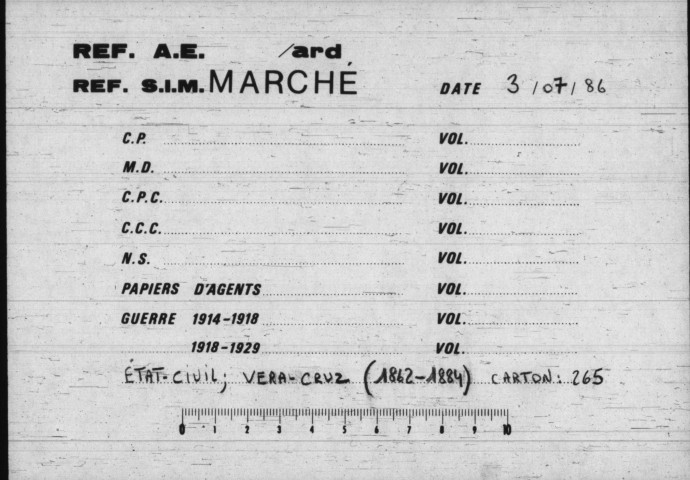 REF. A.E. /ard
REF. S.I.M. MARCHÉ DATE 3/07/86
C.P. VOL.
M.D. VOL.
C.P.C. VOL.
C.C.C. VOL.
N.S. VOL.
PAPIERS D'AGENTS VOL.
GUERRE 1914-1918 VOL.
1918-1929 VOL.
ÉTAT-CIVIL; VERA-CRUZ (1862-1884) CARTON: 265
0 1 2 3 4 5 6 7 8 9 10